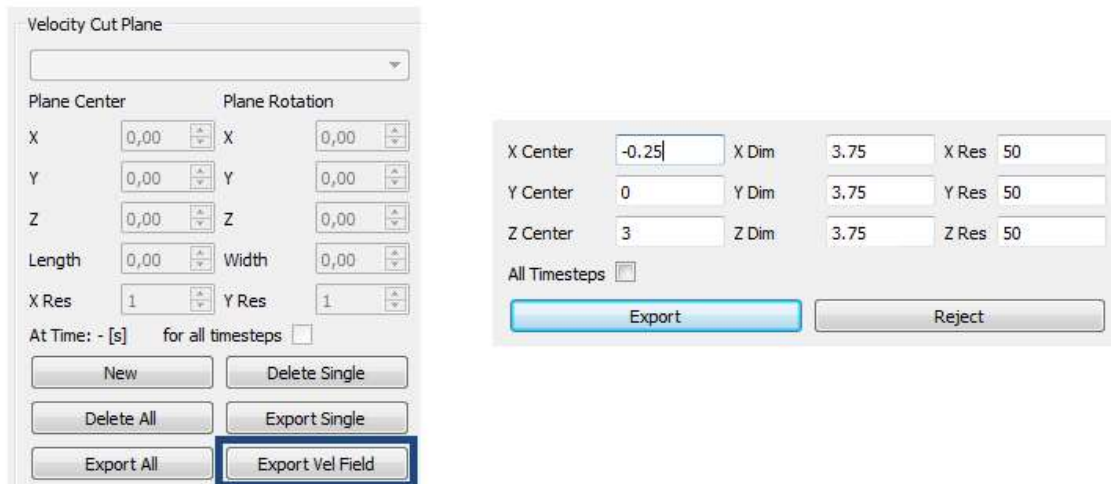 Velocity Cut Plane
Plane Center Plane Rotation
X 0,00 X 0,00
Y 0,00 Y 0,00
Z 0,00 Z 0,00
Length 0,00 Width 0,00
X Res 1 Y Res 1
At Time: - [s] for all timesteps
New Delete Single
Delete All Export Single
Export All Export Vel Field
X Center -0.25 X Dim 3.75 X Res 50
Y Center 0 Y Dim 3.75 Y Res 50
Z Center 3 Z Dim 3.75 Z Res 50
All Timesteps
Export Reject